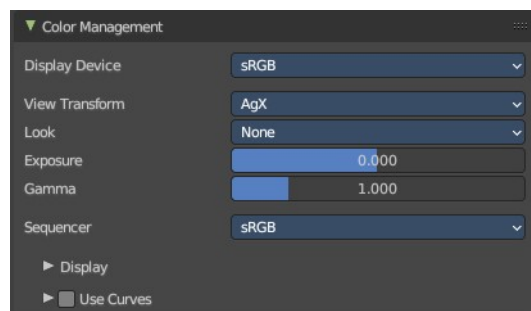 Color Management
Display Device sRGB
View Transform AgX
Look None
Exposure 0.000
Gamma 1.000
Sequencer sRGB
Display
Use Curves